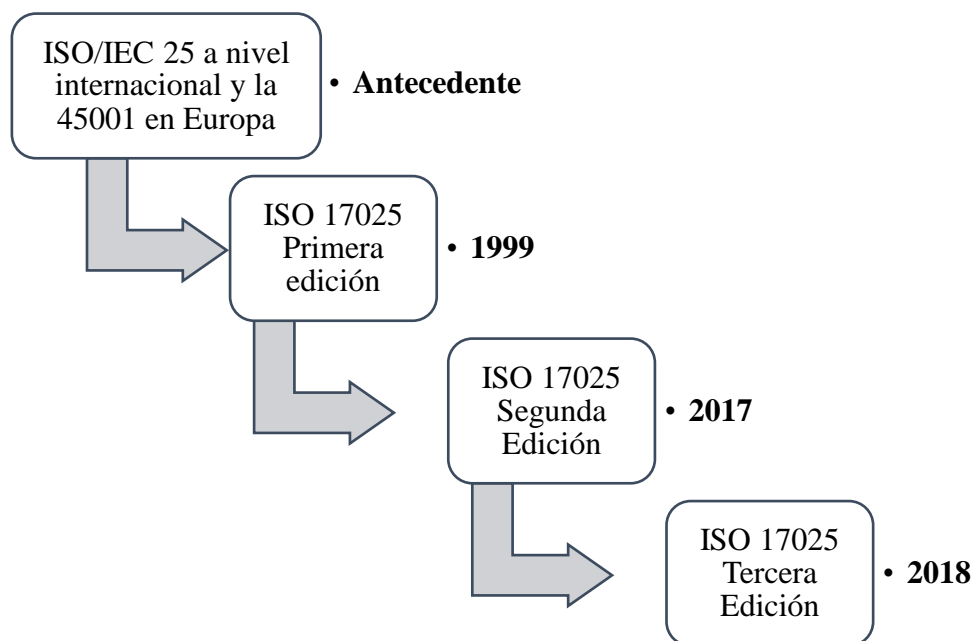 ISO/IEC 25 a nivel
internacional y la
45001 en Europa
• Antecedente
ISO 17025
Primera
edición
• 1999
ISO 17025
Segunda
Edición
• 2017
ISO 17025
Tercera
Edición
• 2018